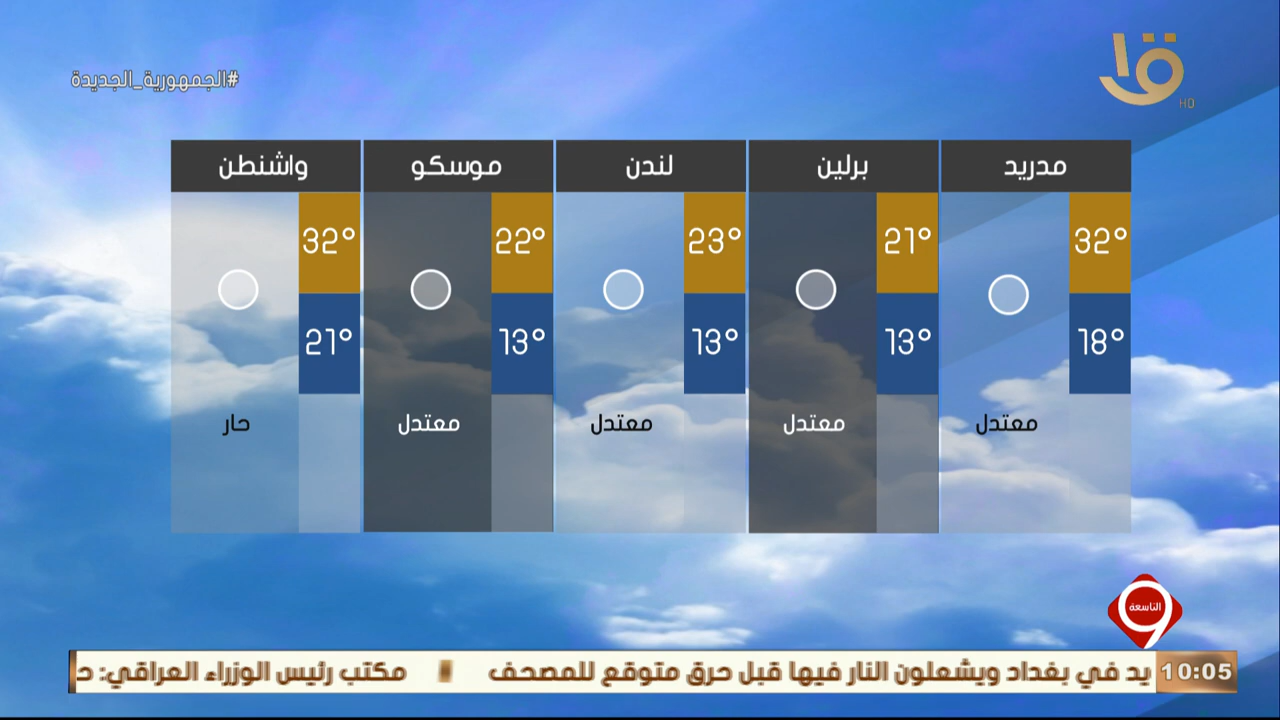 #الجمهورية_الجديدة
HD
مدريد
32°
18°
معتدل
برلين
21°
13°
معتدل
لندن
23°
13°
معتدل
موسكو
22°
13°
معتدل
واشنطن
32°
21°
حار
التاسعة
9
10:05
يد في بغداد ويشعلون النار فيها قبل حرق متوقع للمصحف مكتب رئيس الوزراء العراقي: د